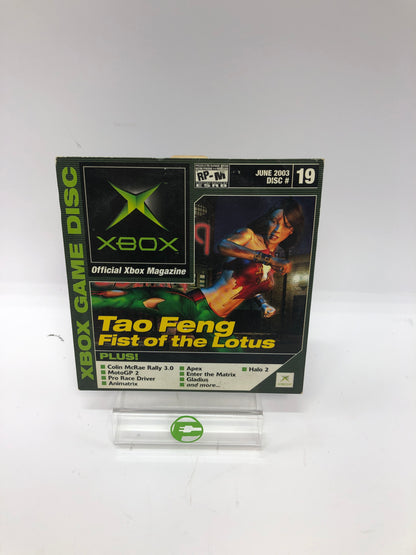 XBOX GAME DISC
XBOX
Official Xbox Magazine
RP-M
ESRB
JUNE 2003
DISC #
19
Tao Feng
Fist of the Lotus
PLUS!
Colin McRae Rally 3.0
MotoGP 2
Pro Race Driver
Animatrix
Apex
Enter the Matrix
Gladius
and more...
Halo 2